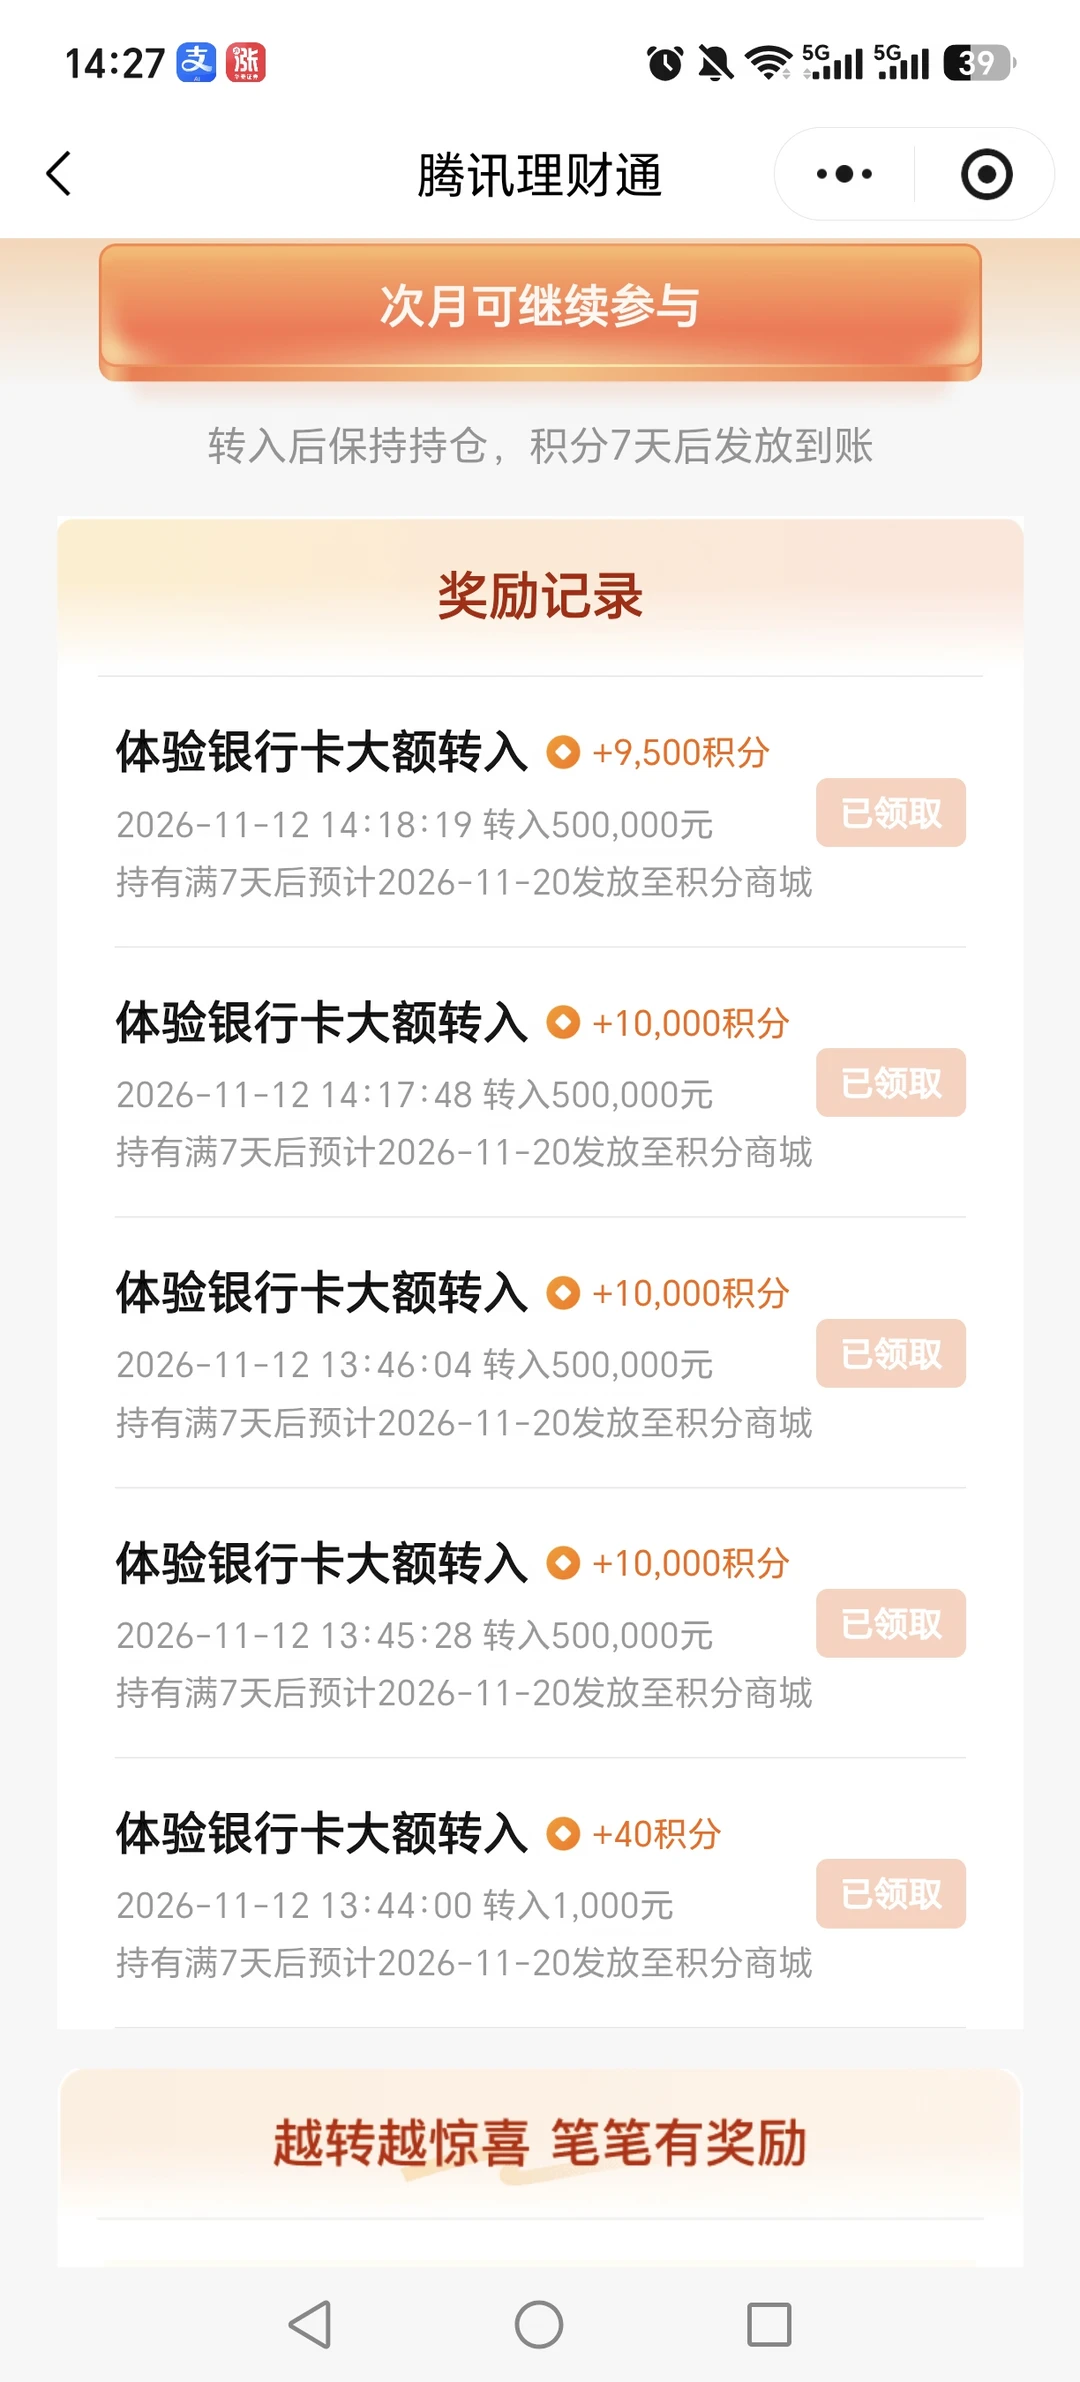 14:27
5G 5G 39
腾讯理财通
次月可继续参与
转入后保持持仓，积分7天后发放到账
奖励记录
体验银行卡大额转入 +9,500积分
2026-11-12 14:18:19 转入500,000元
已领取
持有满7天后预计2026-11-20发放至积分商城
体验银行卡大额转入 +10,000积分
2026-11-12 14:17:48 转入500,000元
已领取
持有满7天后预计2026-11-20发放至积分商城
体验银行卡大额转入 +10,000积分
2026-11-12 13:46:04 转入500,000元
已领取
持有满7天后预计2026-11-20发放至积分商城
体验银行卡大额转入 +10,000积分
2026-11-12 13:45:28 转入500,000元
已领取
持有满7天后预计2026-11-20发放至积分商城
体验银行卡大额转入 +40积分
2026-11-12 13:44:00 转入1,000元
已领取
持有满7天后预计2026-11-20发放至积分商城
越转越惊喜 笔笔有奖励